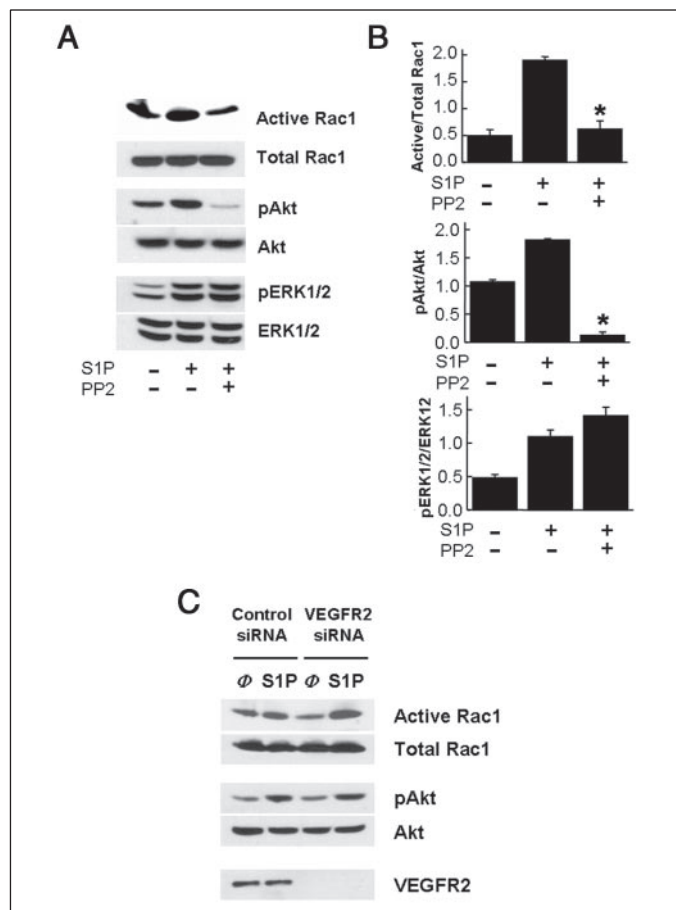 A
Active Rac1
Total Rac1
pAkt
Akt
pERK1/2
ERK1/2
S1P - + +
PP2 - - +
B
Active/Total Rac1
2.0
1.5
1.0
0.5
0.0
*
S1P - + +
PP2 - - +
pAkt/Akt
2.0
1.5
1.0
0.5
0.0
*
S1P - + +
PP2 - - +
pERK1/2/ERK12
1.5
1.0
0.5
0.0
S1P - + +
PP2 - - +
C
Control VEGFR2
siRNA siRNA
Φ S1P Φ S1P
Active Rac1
Total Rac1
pAkt
Akt
VEGFR2